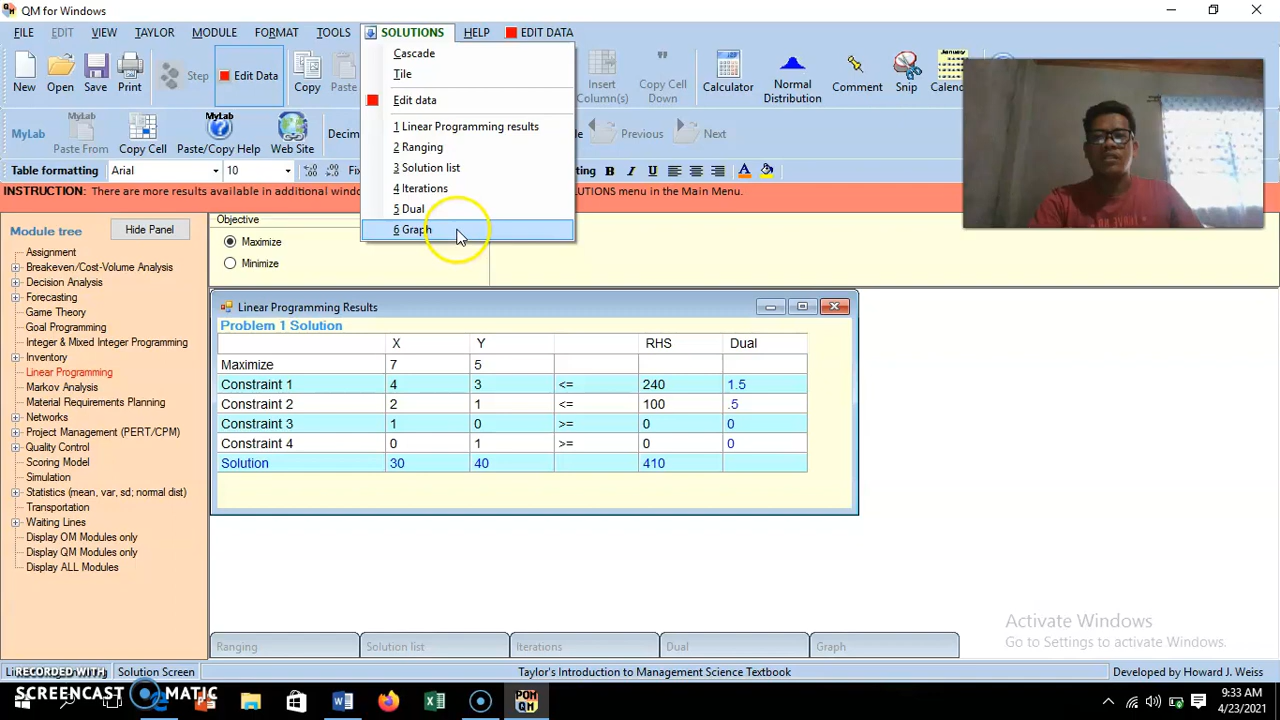 QM for Windows
FILE EDIT VIEW TAYLOR MODULE FORMAT TOOLS SOLUTIONS HELP EDIT DATA
New Open Save Print Step Edit Data Copy Paste
Insert Column(s) Copy Cell Down Calculator Normal Distribution Comment Snip
Cascade
Tile
Edit data
1 Linear Programming results
2 Ranging
3 Solution list
4 Iterations
5 Dual
6 Graph
MyLab MyLab Paste From Copy Cell Paste/Copy Help Web Site
Previous Next
Table formatting Arial 10 B I U
INSTRUCTION: There are more results available in additional SOLUTIONS menu in the Main Menu.
Module tree Hide Panel
Assignment
Breakeven/Cost-Volume Analysis
Decision Analysis
Forecasting
Game Theory
Goal Programming
Integer & Mixed Integer Programming
Inventory
Linear Programming
Markov Analysis
Material Requirements Planning
Networks
Project Management (PERT/CPM)
Quality Control
Scoring Model
Simulation
Statistics (mean, var, sd; normal dist)
Transportation
Waiting Lines
Display OM Modules only
Display QM Modules only
Display ALL Modules
Objective
Maximize
Minimize
Linear Programming Results
Problem 1 Solution
X Y RHS Dual
Maximize 7 5
Constraint 1 4 3 <= 240 1.5
Constraint 2 2 1 <= 100 .5
Constraint 3 1 0 >= 0 0
Constraint 4 0 1 >= 0 0
Solution 30 40 410
Activate Windows
Go to Settings to activate Windows.
Ranging Solution list Iterations Dual Graph
Solution Screen Taylor's Introduction to Management Science Textbook Developed by Howard J. Weiss
RECORDED WITH
SCREENCAST MATIC
POM QM
9:33 AM
4/23/2021